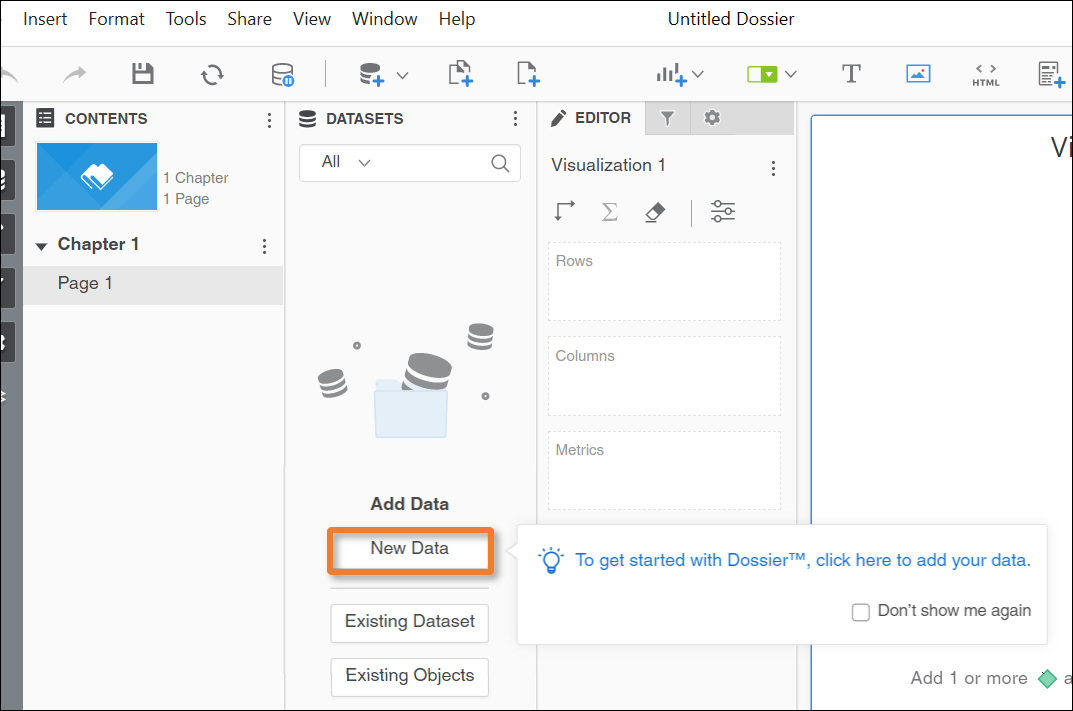 Insert Format Tools Share View Window Help Untitled Dossier
HTML
CONTENTS
1 Chapter
1 Page
Chapter 1
Page 1
DATASETS
All
Add Data
New Data
Existing Dataset
Existing Objects
EDITOR
Visualization 1
Rows
Columns
Metrics
To get started with Dossier™, click here to add your data.
Don't show me again
Vi
Add 1 or more a